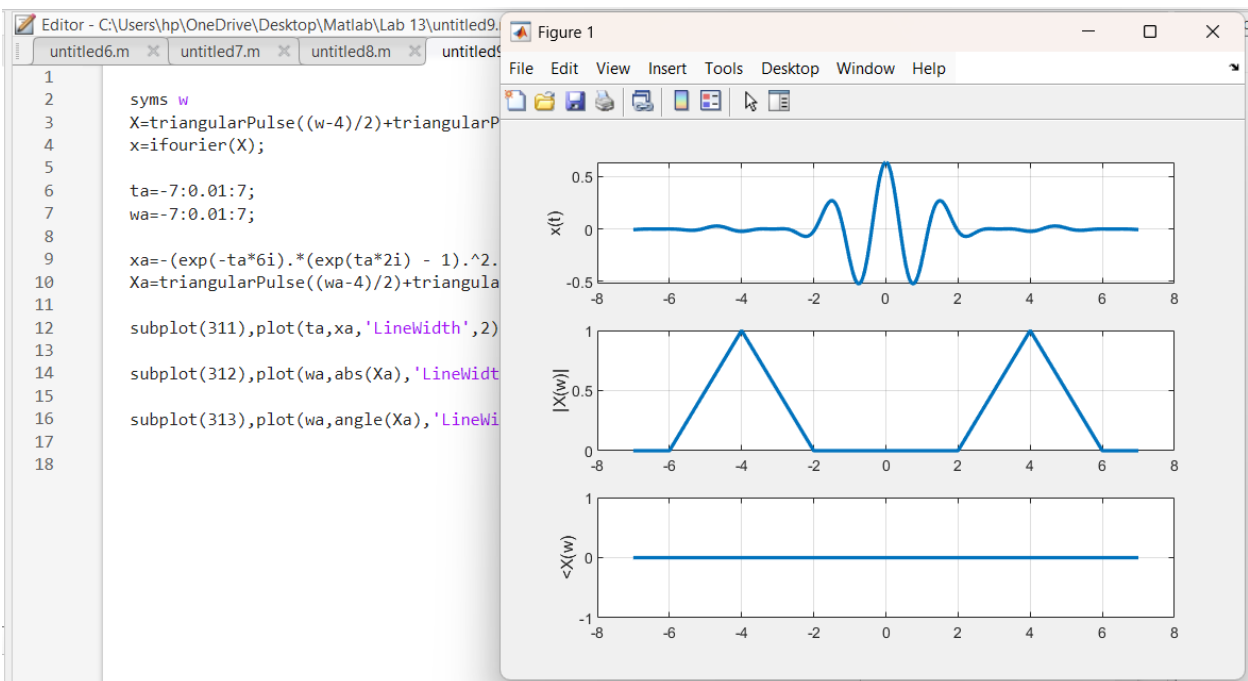 Editor - C:\Users\hp\OneDrive\Desktop\Matlab\Lab 13\untitled9.
untitled6.m untitled7.m untitled8.m untitled9
1
2 syms w
3 X=triangularPulse((w-4)/2)+triangularP
4 x=ifourier(X);
5
6 ta=-7:0.01:7;
7 wa=-7:0.01:7;
8
9 xa=-(exp(-ta*6i).*(exp(ta*2i) - 1).^2.
10 Xa=triangularPulse((wa-4)/2)+triangula
11
12 subplot(311),plot(ta,xa,'LineWidth',2)
13
14 subplot(312),plot(wa,abs(Xa),'LineWidt
15
16 subplot(313),plot(wa,angle(Xa),'LineWi
17
18
Figure 1
File Edit View Insert Tools Desktop Window Help
x(t)
0.5
0
-0.5
-8 -6 -4 -2 0 2 4 6 8
|X(w)|
1
0.5
0
-8 -6 -4 -2 0 2 4 6 8
<X(w)
1
0
-1
-8 -6 -4 -2 0 2 4 6 8